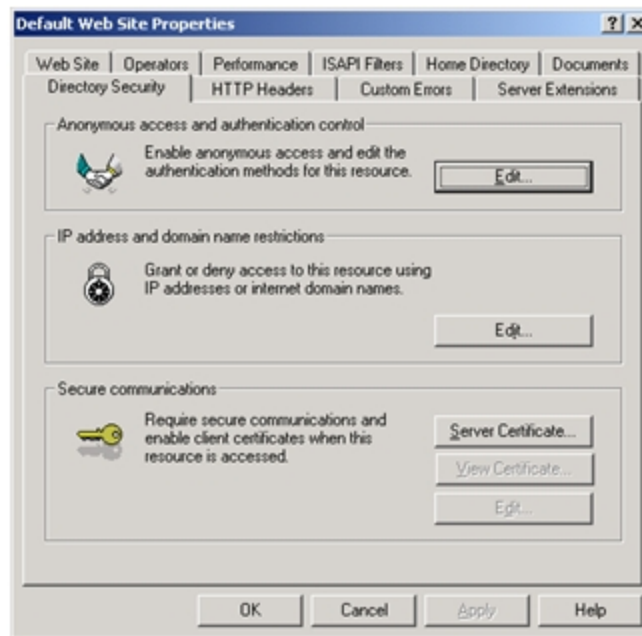 Default Web Site Properties
Web Site Operators Performance ISAPI Filters Home Directory Documents
Directory Security HTTP Headers Custom Errors Server Extensions
Anonymous access and authentication control
Enable anonymous access and edit the
authentication methods for this resource.
Edit...
IP address and domain name restrictions
Grant or deny access to this resource using
IP addresses or internet domain names.
Edit...
Secure communications
Require secure communications and
enable client certificates when this
resource is accessed.
Server Certificate...
View Certificate...
Edit...
OK Cancel Apply Help